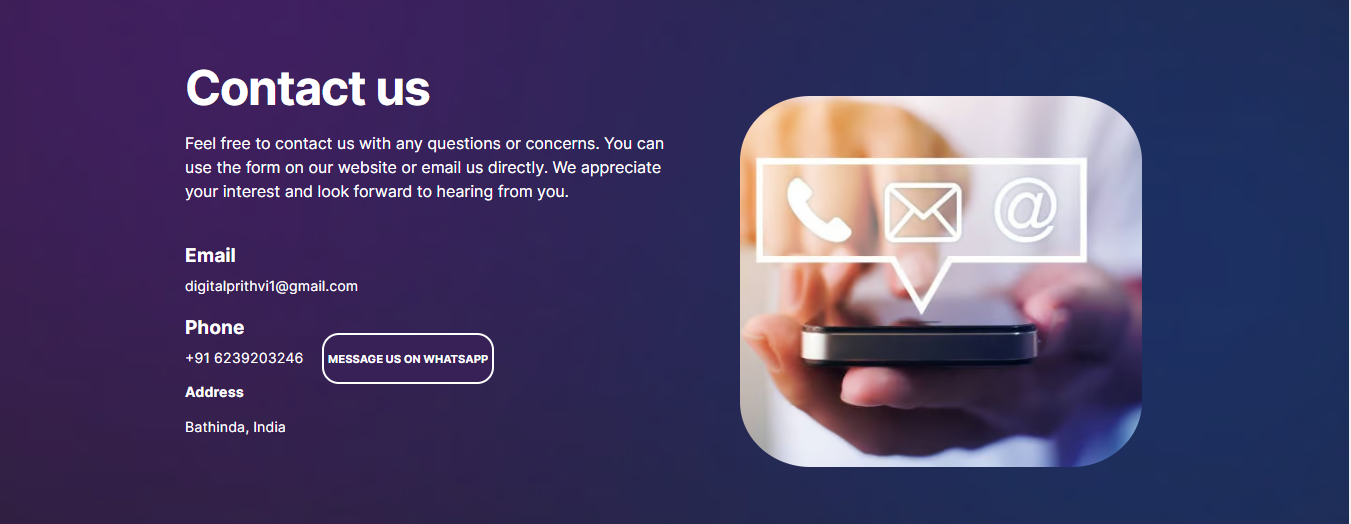 Contact us
Feel free to contact us with any questions or concerns. You can
use the form on our website or email us directly. We appreciate
your interest and look forward to hearing from you.
Email
digitalprithvi1@gmail.com
Phone
+91 6239203246
MESSAGE US ON WHATSAPP
Address
Bathinda, India
@